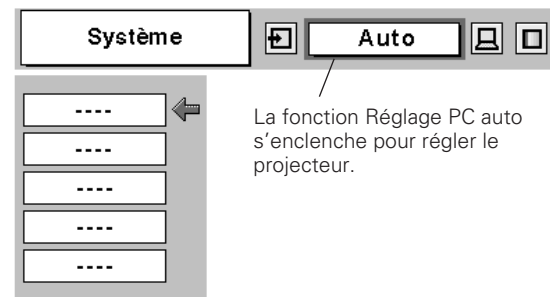 Système
Auto
La fonction Réglage PC auto
s’enclenche pour régler le
projecteur.
----
----
----
----
----